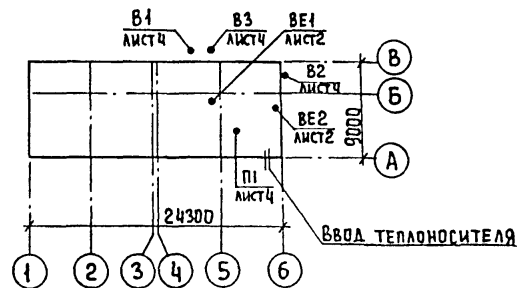 В1
ЛИСТ4
В3
ЛИСТ4
ВЕ1
ЛИСТ2
В
В2
ЛИСТ4
Б
ВЕ2
ЛИСТ2
9000
А
П1
ЛИСТ4
24300
ВВОД ТЕПЛОНОСИТЕЛЯ
1 2 3 4 5 6